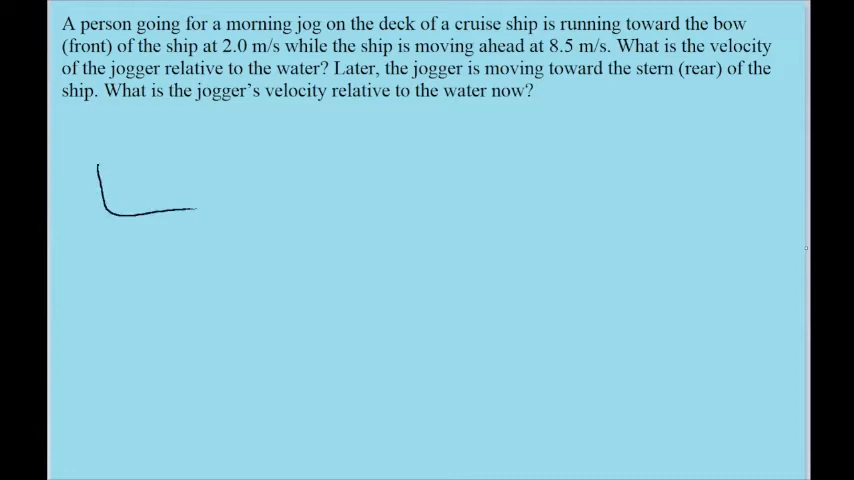 A person going for a morning jog on the deck of a cruise ship is running toward the bow
(front) of the ship at 2.0 m/s while the ship is moving ahead at 8.5 m/s. What is the velocity
of the jogger relative to the water? Later, the jogger is moving toward the stern (rear) of the
ship. What is the jogger’s velocity relative to the water now?